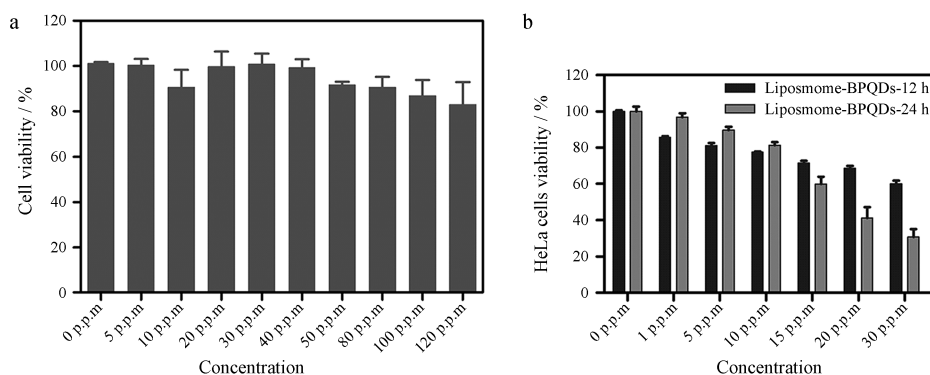 a
120
100
80
60
40
20
0
Cell viability / %
0 p.p.m
5 p.p.m
10 p.p.m
20 p.p.m
30 p.p.m
40 p.p.m
50 p.p.m
80 p.p.m
100 p.p.m
120 p.p.m
Concentration
b
120
100
80
60
40
20
0
HeLa cells viability / %
Liposmome-BPQDs-12 h
Liposmome-BPQDs-24 h
0 p.p.m
1 p.p.m
5 p.p.m
10 p.p.m
15 p.p.m
20 p.p.m
30 p.p.m
Concentration